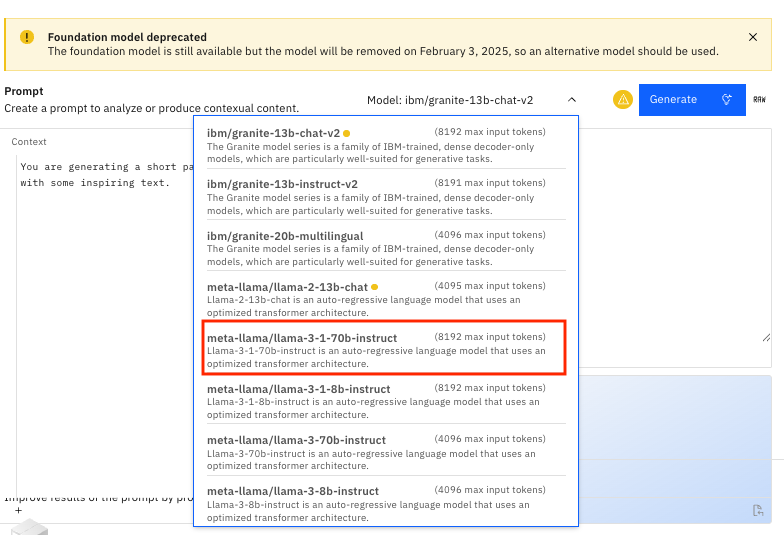 Foundation model deprecated
The foundation model is still available but the model will be removed on February 3, 2025, so an alternative model should be used.
Prompt
Create a prompt to analyze or produce contexual content.
Model: ibm/granite-13b-chat-v2
Generate
RAW
Context
You are generating a short pa
with some inspiring text.
ibm/granite-13b-chat-v2 (8192 max input tokens)
The Granite model series is a family of IBM-trained, dense decoder-only
models, which are particularly well-suited for generative tasks.
ibm/granite-13b-instruct-v2 (8191 max input tokens)
The Granite model series is a family of IBM-trained, dense decoder-only
models, which are particularly well-suited for generative tasks.
ibm/granite-20b-multilingual (4096 max input tokens)
The Granite model series is a family of IBM-trained, dense decoder-only
models, which are particularly well-suited for generative tasks.
meta-llama/llama-2-13b-chat (4095 max input tokens)
Llama-2-13b-chat is an auto-regressive language model that uses an
optimized transformer architecture.
meta-llama/llama-3-1-70b-instruct (8192 max input tokens)
Llama-3-1-70b-instruct is an auto-regressive language model that uses an
optimized transformer architecture.
meta-llama/llama-3-1-8b-instruct (8192 max input tokens)
Llama-3-1-8b-instruct is an auto-regressive language model that uses an
optimized transformer architecture.
meta-llama/llama-3-70b-instruct (4096 max input tokens)
Llama-3-70b-instruct is an auto-regressive language model that uses an
optimized transformer architecture.
meta-llama/llama-3-8b-instruct (4096 max input tokens)
Llama-3-8b-instruct is an auto-regressive language model that uses an
optimized transformer architecture.
Improve results of the prompt by pro